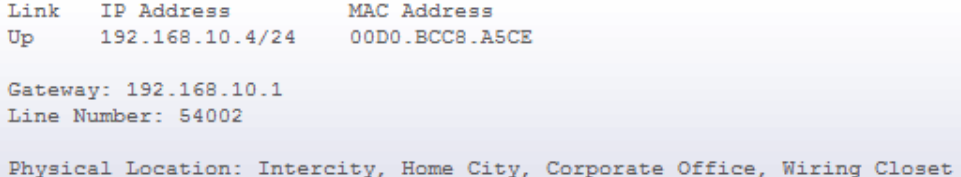 Link IP Address MAC Address
Up 192.168.10.4/24 00D0.BCC8.A5CE
Gateway: 192.168.10.1
Line Number: 54002
Physical Location: Intercity, Home City, Corporate Office, Wiring Closet